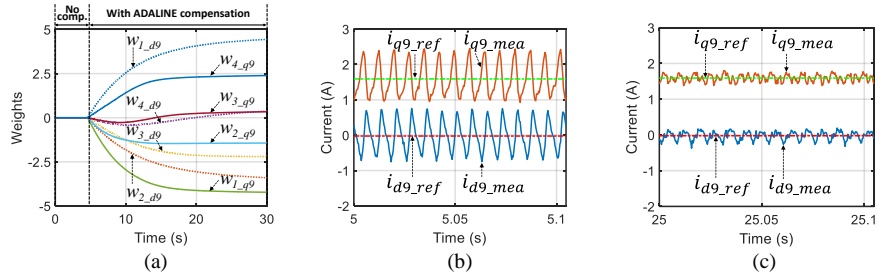 No comp.
With ADALINE compensation
5
2.5
0
-2.5
-5
0
10
20
30
Weights
Time (s)
w1_d9
w4_q9
w4_d9
w3_q9
w3_d9
w2_q9
w2_d9
w1_q9
(a)
3
2
1
0
-1
-2
5
5.05
5.1
Current (A)
Time (s)
iq9_ref
iq9_mea
id9_ref
id9_mea
(b)
3
2
1
0
-1
-2
25
25.05
25.1
Current (A)
Time (s)
iq9_ref
iq9_mea
id9_ref
id9_mea
(c)